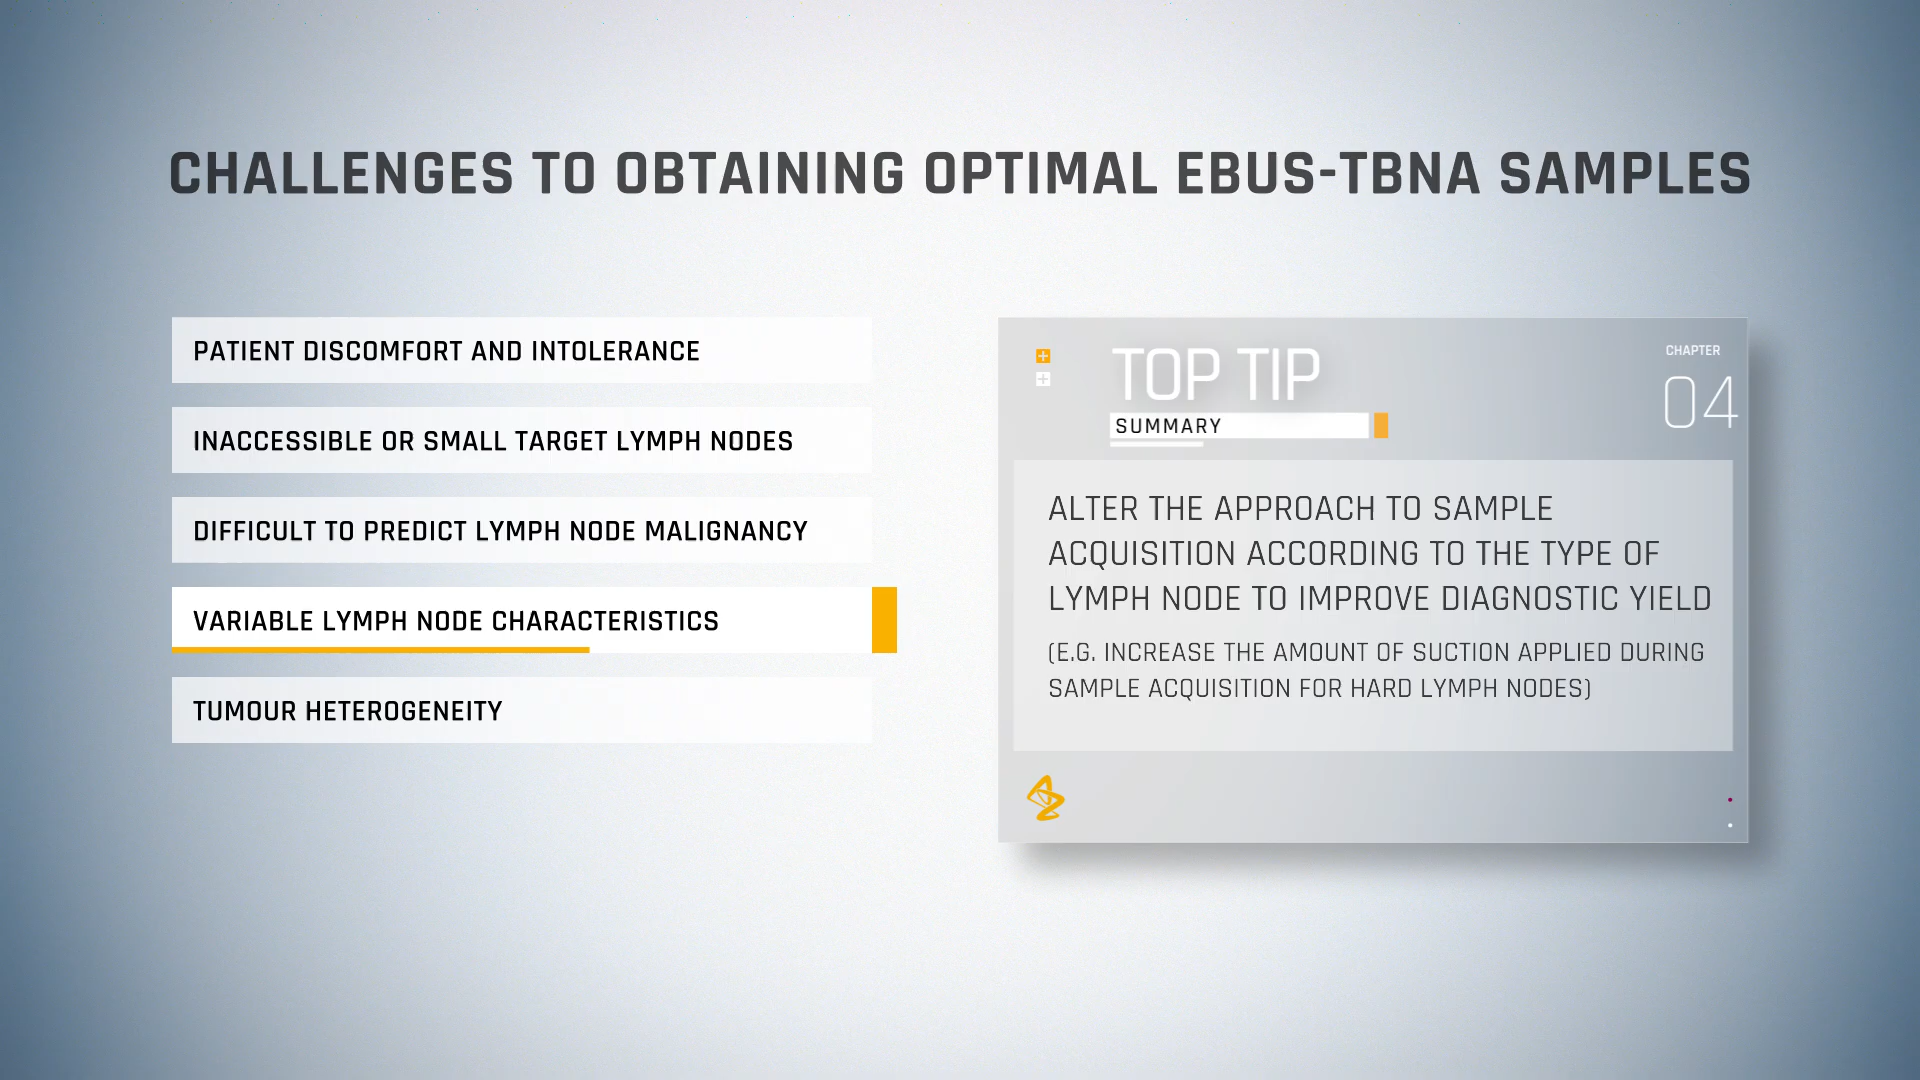 CHALLENGES TO OBTAINING OPTIMAL EBUS-TBNA SAMPLES
PATIENT DISCOMFORT AND INTOLERANCE
INACCESSIBLE OR SMALL TARGET LYMPH NODES
DIFFICULT TO PREDICT LYMPH NODE MALIGNANCY
VARIABLE LYMPH NODE CHARACTERISTICS
TUMOUR HETEROGENEITY
TOP TIP
SUMMARY
CHAPTER
04
ALTER THE APPROACH TO SAMPLE
ACQUISITION ACCORDING TO THE TYPE OF
LYMPH NODE TO IMPROVE DIAGNOSTIC YIELD
(E.G. INCREASE THE AMOUNT OF SUCTION APPLIED DURING
SAMPLE ACQUISITION FOR HARD LYMPH NODES)